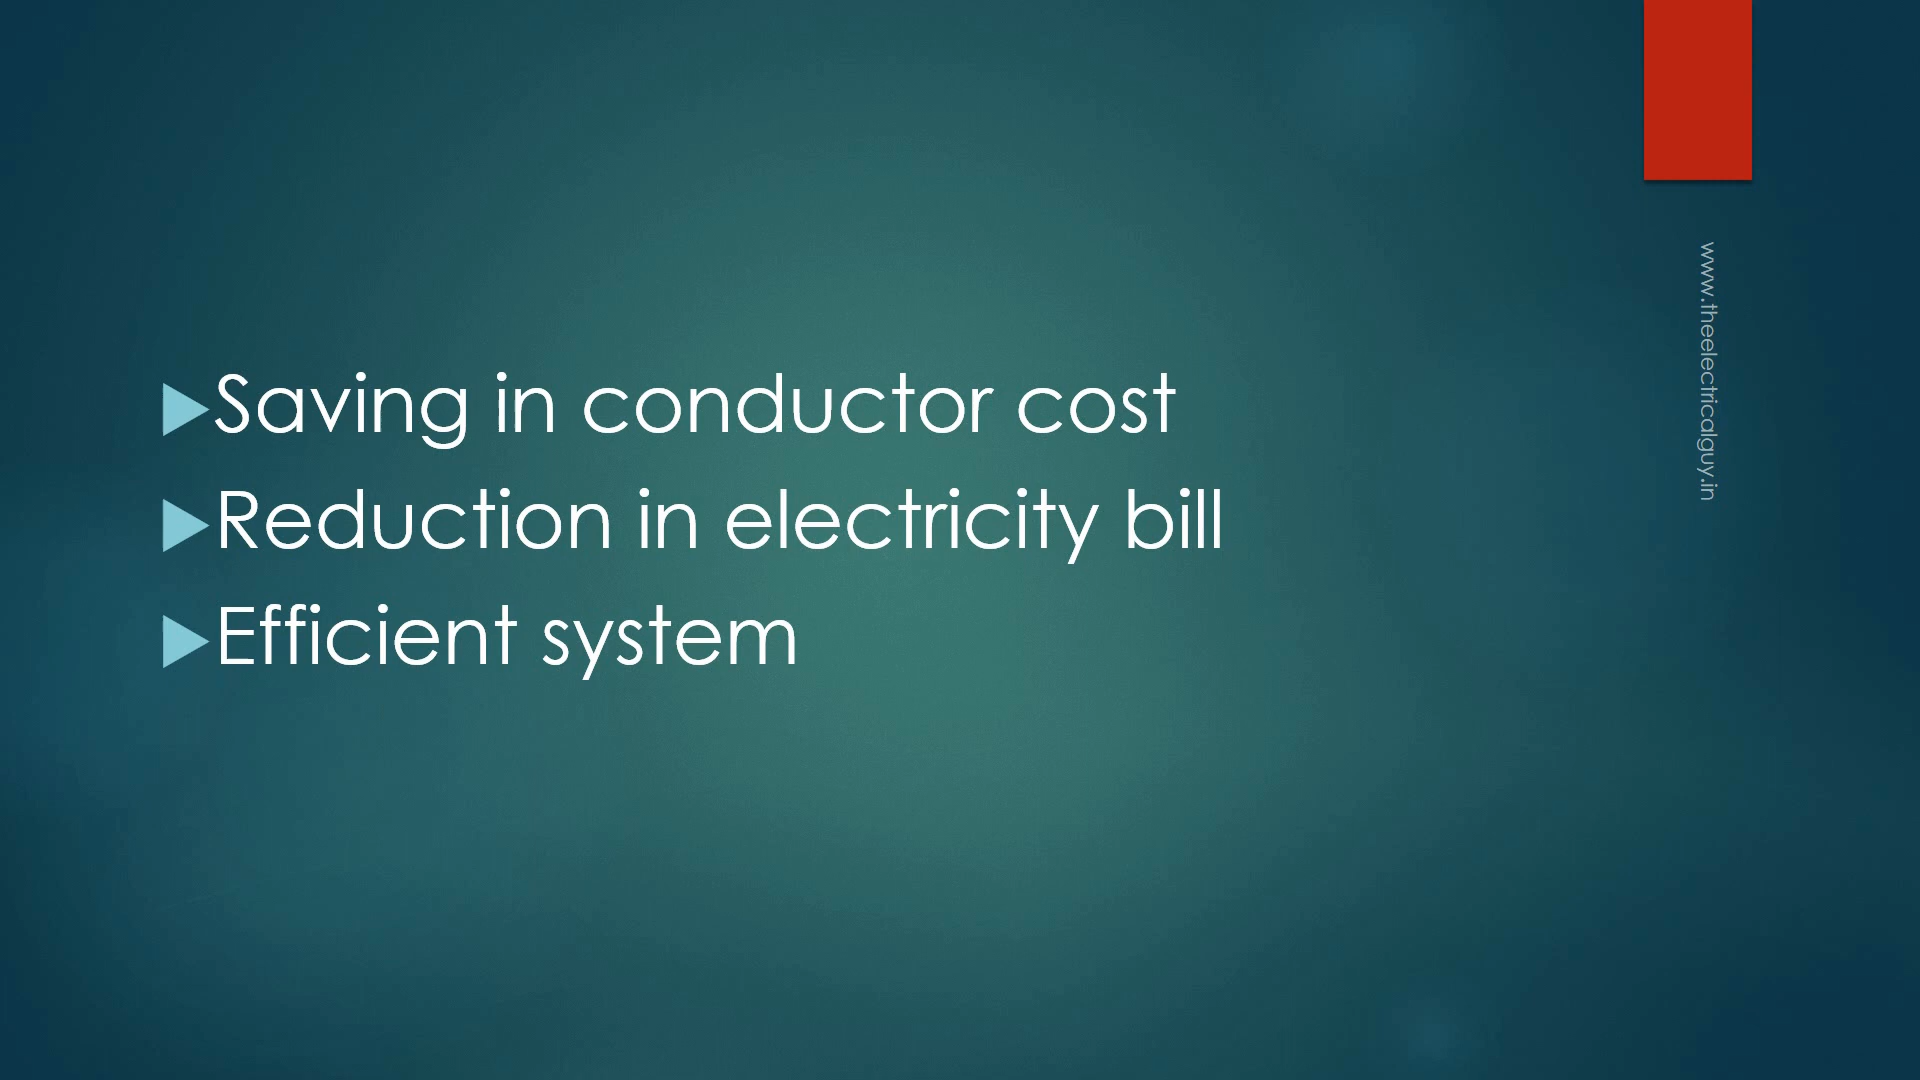 ▶Saving in conductor cost
▶Reduction in electricity bill
▶Efficient system
www.theelectricalguy.in